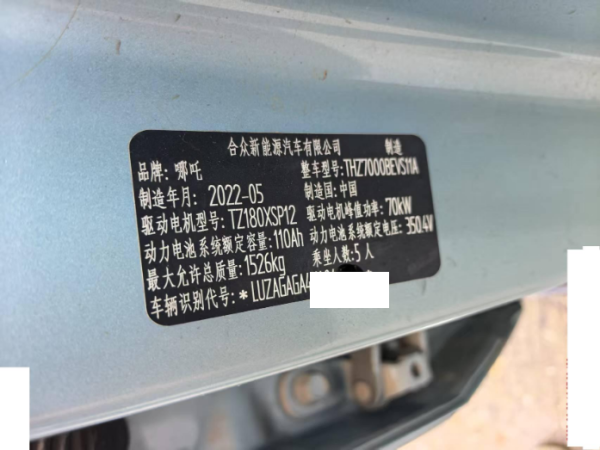 合众新能源汽车有限公司 制造
品牌: 哪吒 整车型号: THZ7000BEVS11A
制造年月: 2022-05 制造国: 中国
驱动电机型号: TZ180XSP12 驱动电机峰值功率: 70kW
动力电池系统额定容量: 110Ah 动力电池系统额定电压: 350.4V
最大允许总质量: 1526kg 乘坐人数: 5 人
车辆识别代号: *LUZAGAGA4